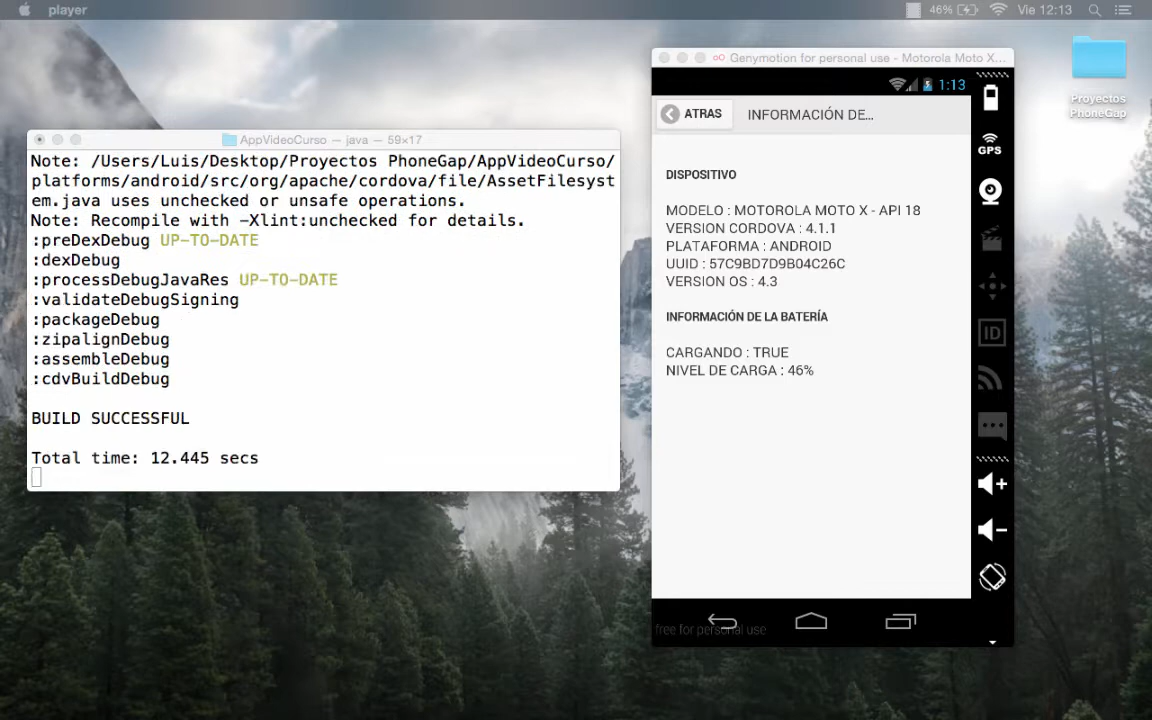 player
46%
Vie 12:13
Proyectos
PhoneGap
AppVideoCurso — java — 59×17
Note: /Users/Luis/Desktop/Proyectos PhoneGap/AppVideoCurso/
platforms/android/src/org/apache/cordova/file/AssetFilesyst
em.java uses unchecked or unsafe operations.
Note: Recompile with -Xlint:unchecked for details.
:preDexDebug UP-TO-DATE
:dexDebug
:processDebugJavaRes UP-TO-DATE
:validateDebugSigning
:packageDebug
:zipalignDebug
:assembleDebug
:cdvBuildDebug
BUILD SUCCESSFUL
Total time: 12.445 secs
Genymotion for personal use - Motorola Moto X...
1:13
ATRAS
INFORMACIÓN DE...
DISPOSITIVO
MODELO : MOTOROLA MOTO X - API 18
VERSION CORDOVA : 4.1.1
PLATAFORMA : ANDROID
UUID : 57C9BD7D9B04C26C
VERSION OS : 4.3
INFORMACIÓN DE LA BATERÍA
CARGANDO : TRUE
NIVEL DE CARGA : 46%
GPS
ID
free for personal use